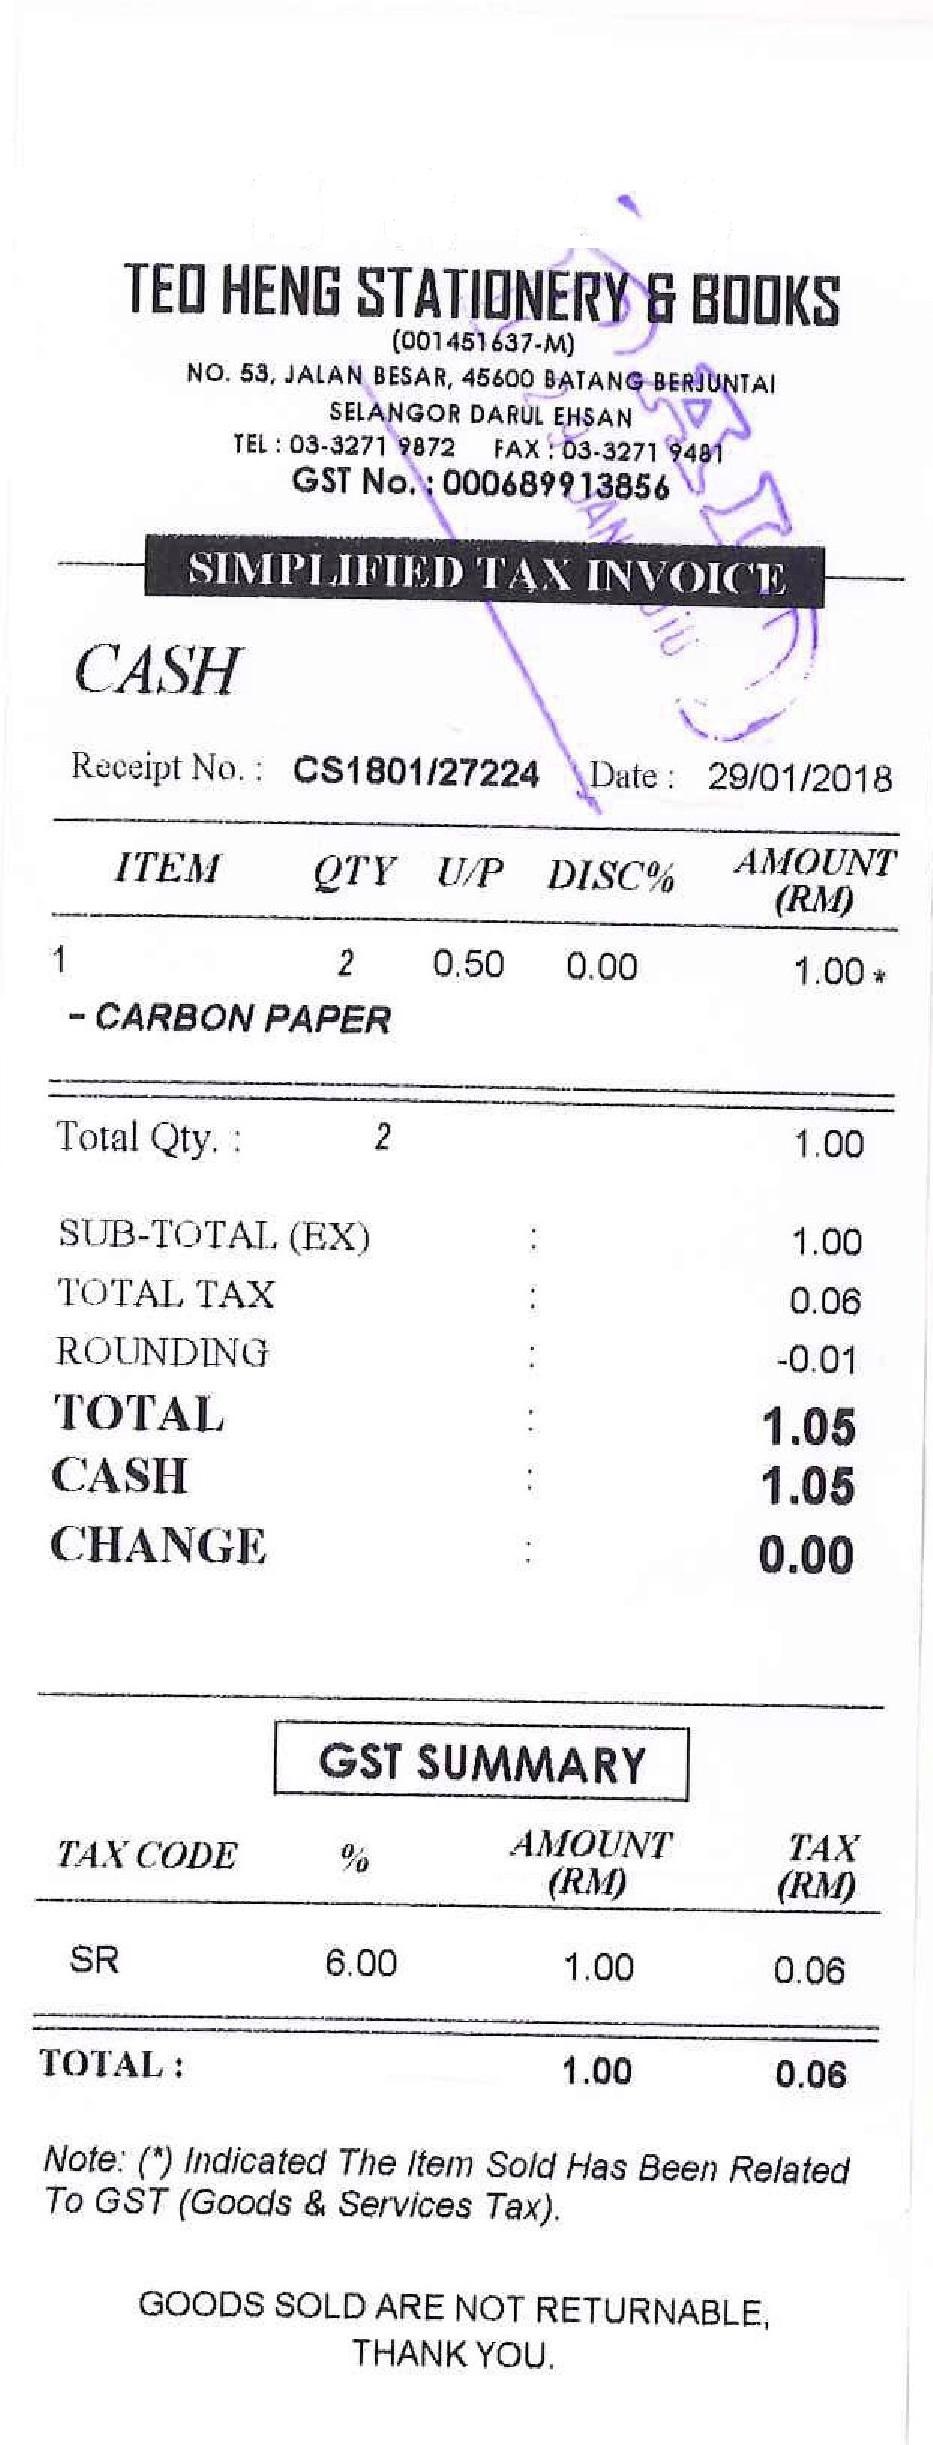 TEO HENG STATIONERY & BOOKS
(001451637-M)
NO. 53, JALAN BESAR, 45600 BATANG BERJUNTAI
SELANGOR DARUL EHSAN
TEL : 03-3271 9872 FAX : 03-3271 9481
GST No. : 000689913856
SIMPLIFIED TAX INVOICE
CASH
Receipt No. : CS1801/27224 Date : 29/01/2018
ITEM QTY U/P DISC% AMOUNT (RM)
1 2 0.50 0.00 1.00 *
- CARBON PAPER
Total Qty. : 2 1.00
SUB-TOTAL (EX) : 1.00
TOTAL TAX : 0.06
ROUNDING : -0.01
TOTAL : 1.05
CASH : 1.05
CHANGE : 0.00
GST SUMMARY
TAX CODE % AMOUNT (RM) TAX (RM)
SR 6.00 1.00 0.06
TOTAL : 1.00 0.06
Note: (*) Indicated The Item Sold Has Been Related
To GST (Goods & Services Tax).
GOODS SOLD ARE NOT RETURNABLE,
THANK YOU.